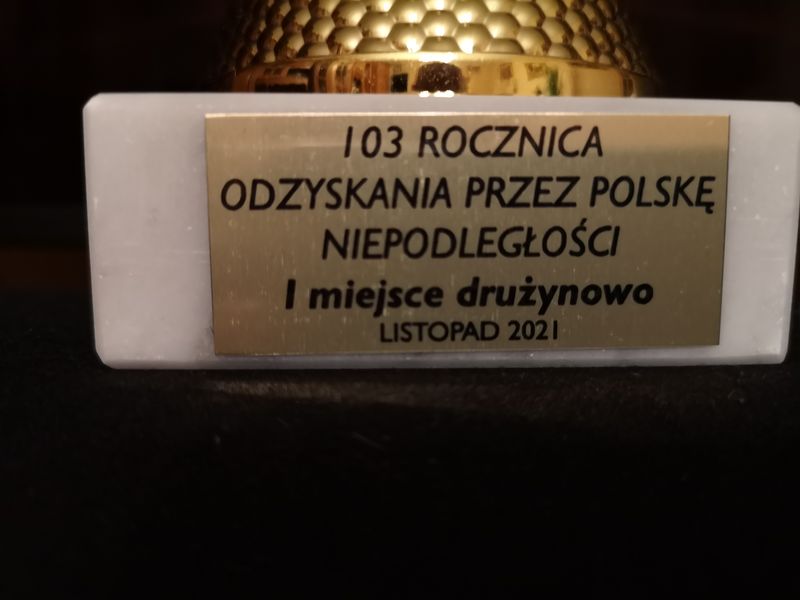 103 ROCZNICA
ODZYSKANIA PRZEZ POLSKĘ
NIEPODLEGŁOŚCI
I miejsce drużynowo
LISTOPAD 2021